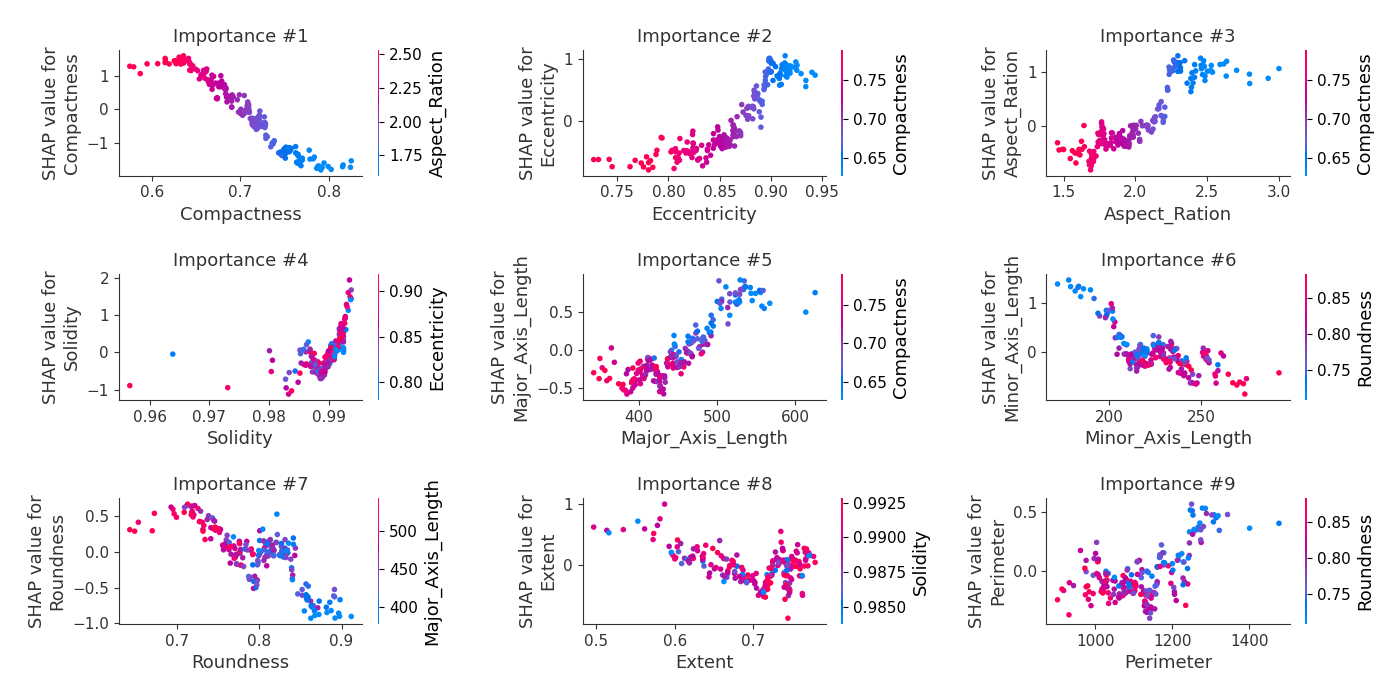 Importance #1
SHAP value for
Compactness
1
0
−1
0.6 0.7 0.8
Compactness
2.50
2.25
2.00
1.75
Aspect_Ration
Importance #2
SHAP value for
Eccentricity
1
0
0.75 0.80 0.85 0.90 0.95
Eccentricity
0.75
0.70
0.65
Compactness
Importance #3
SHAP value for
Aspect_Ration
1
0
1.5 2.0 2.5 3.0
Aspect_Ration
0.75
0.70
0.65
Compactness
Importance #4
SHAP value for
Solidity
2
1
0
−1
0.96 0.97 0.98 0.99
Solidity
0.90
0.85
0.80
Eccentricity
Importance #5
SHAP value for
Major_Axis_Length
0.5
0.0
−0.5
400 500 600
Major_Axis_Length
0.75
0.70
0.65
Compactness
Importance #6
SHAP value for
Minor_Axis_Length
1
0
200 250
Minor_Axis_Length
0.85
0.80
0.75
Roundness
Importance #7
SHAP value for
Roundness
0.5
0.0
−0.5
−1.0
0.7 0.8 0.9
Roundness
500
450
400
Major_Axis_Length
Importance #8
SHAP value for
Extent
1
0
0.5 0.6 0.7
Extent
0.9925
0.9900
0.9875
0.9850
Solidity
Importance #9
SHAP value for
Perimeter
0.5
0.0
1000 1200 1400
Perimeter
0.85
0.80
0.75
Roundness